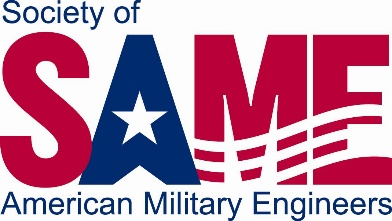 Society of
SAME
American Military Engineers